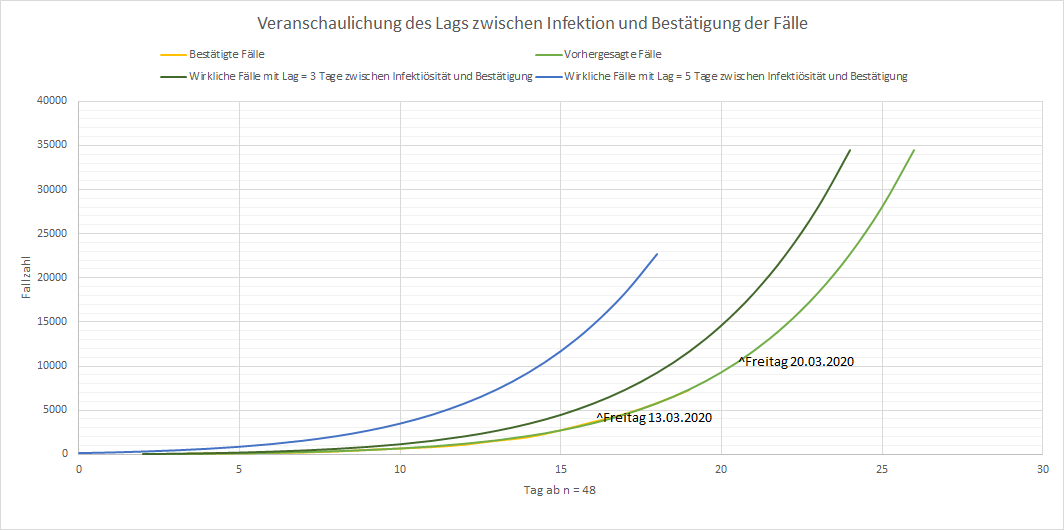 Veranschaulichung des Lags zwischen Infektion und Bestätigung der Fälle
Bestätigte Fälle
Vorhergesagte Fälle
Wirkliche Fälle mit Lag = 3 Tage zwischen Infektiösität und Bestätigung
Wirkliche Fälle mit Lag = 5 Tage zwischen Infektiösität und Bestätigung
40000
35000
30000
25000
20000
15000
10000
5000
0
Fallzahl
^Freitag 20.03.2020
^Freitag 13.03.2020
0 5 10 15 20 25 30
Tag ab n = 48